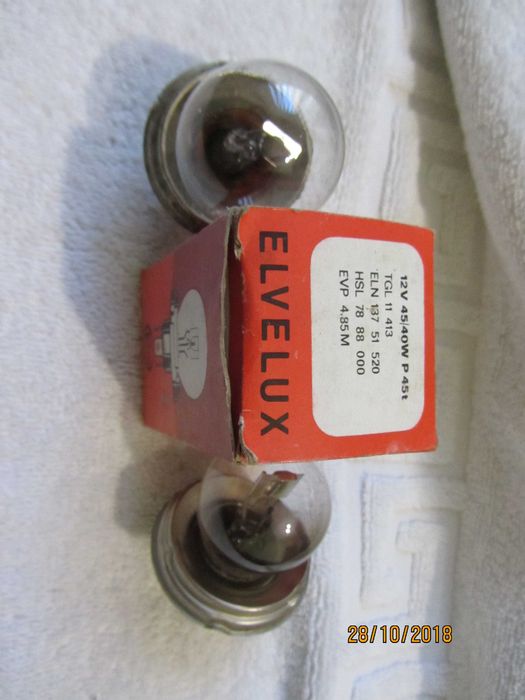 ELVELUX
12V 45/40W P 45t
TGL 11 413
ELN 137 51 520
HSL 78 88 000
EVP 4,85M
28/10/2018